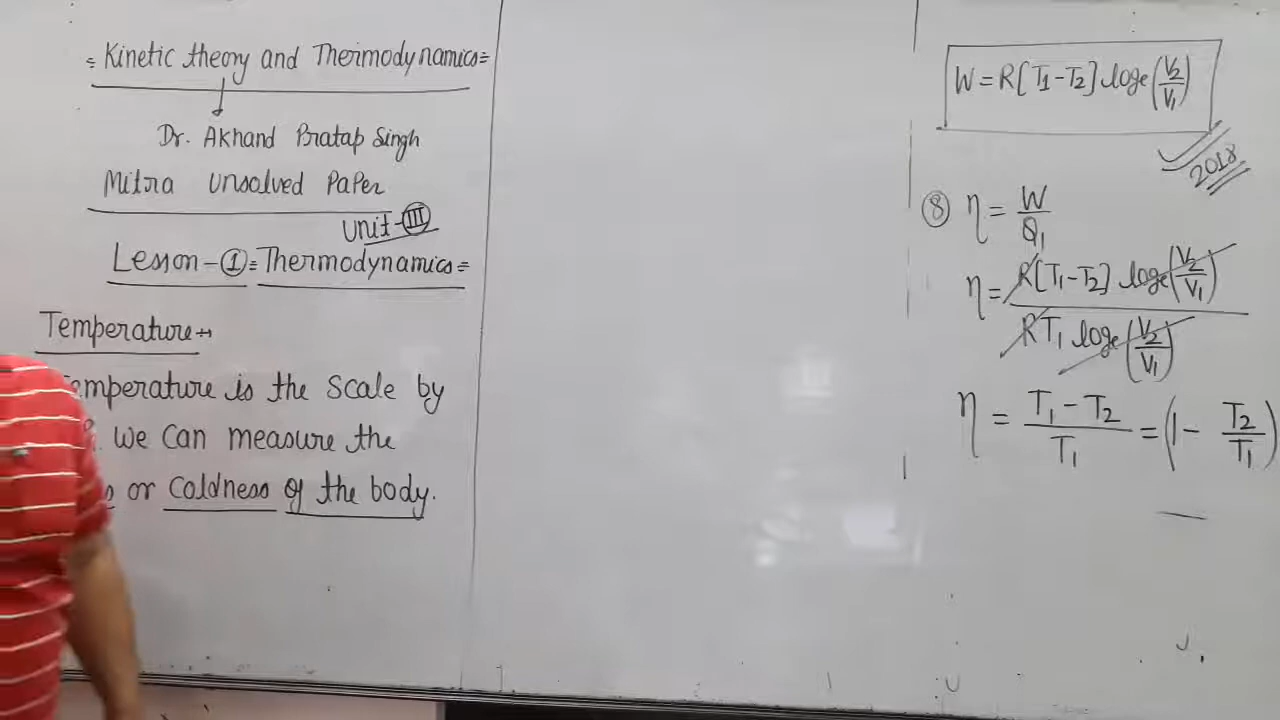 = Kinetic theory and Thermodynamics =
Dr. Akhand Pratap Singh
Mitra Unsolved Paper
Unit-III
Lesson-① = Thermodynamics =
Temperature→
emperature is the Scale by
we Can measure the
or Coldness of the body.
W = R[T₁-T₂] loge(V₂/V₁)
2018
⑧ η = W/Q₁
η = R[T₁-T₂] loge(V₂/V₁) / RT₁ loge(V₂/V₁)
η = T₁-T₂/T₁ = (1 - T₂/T₁)